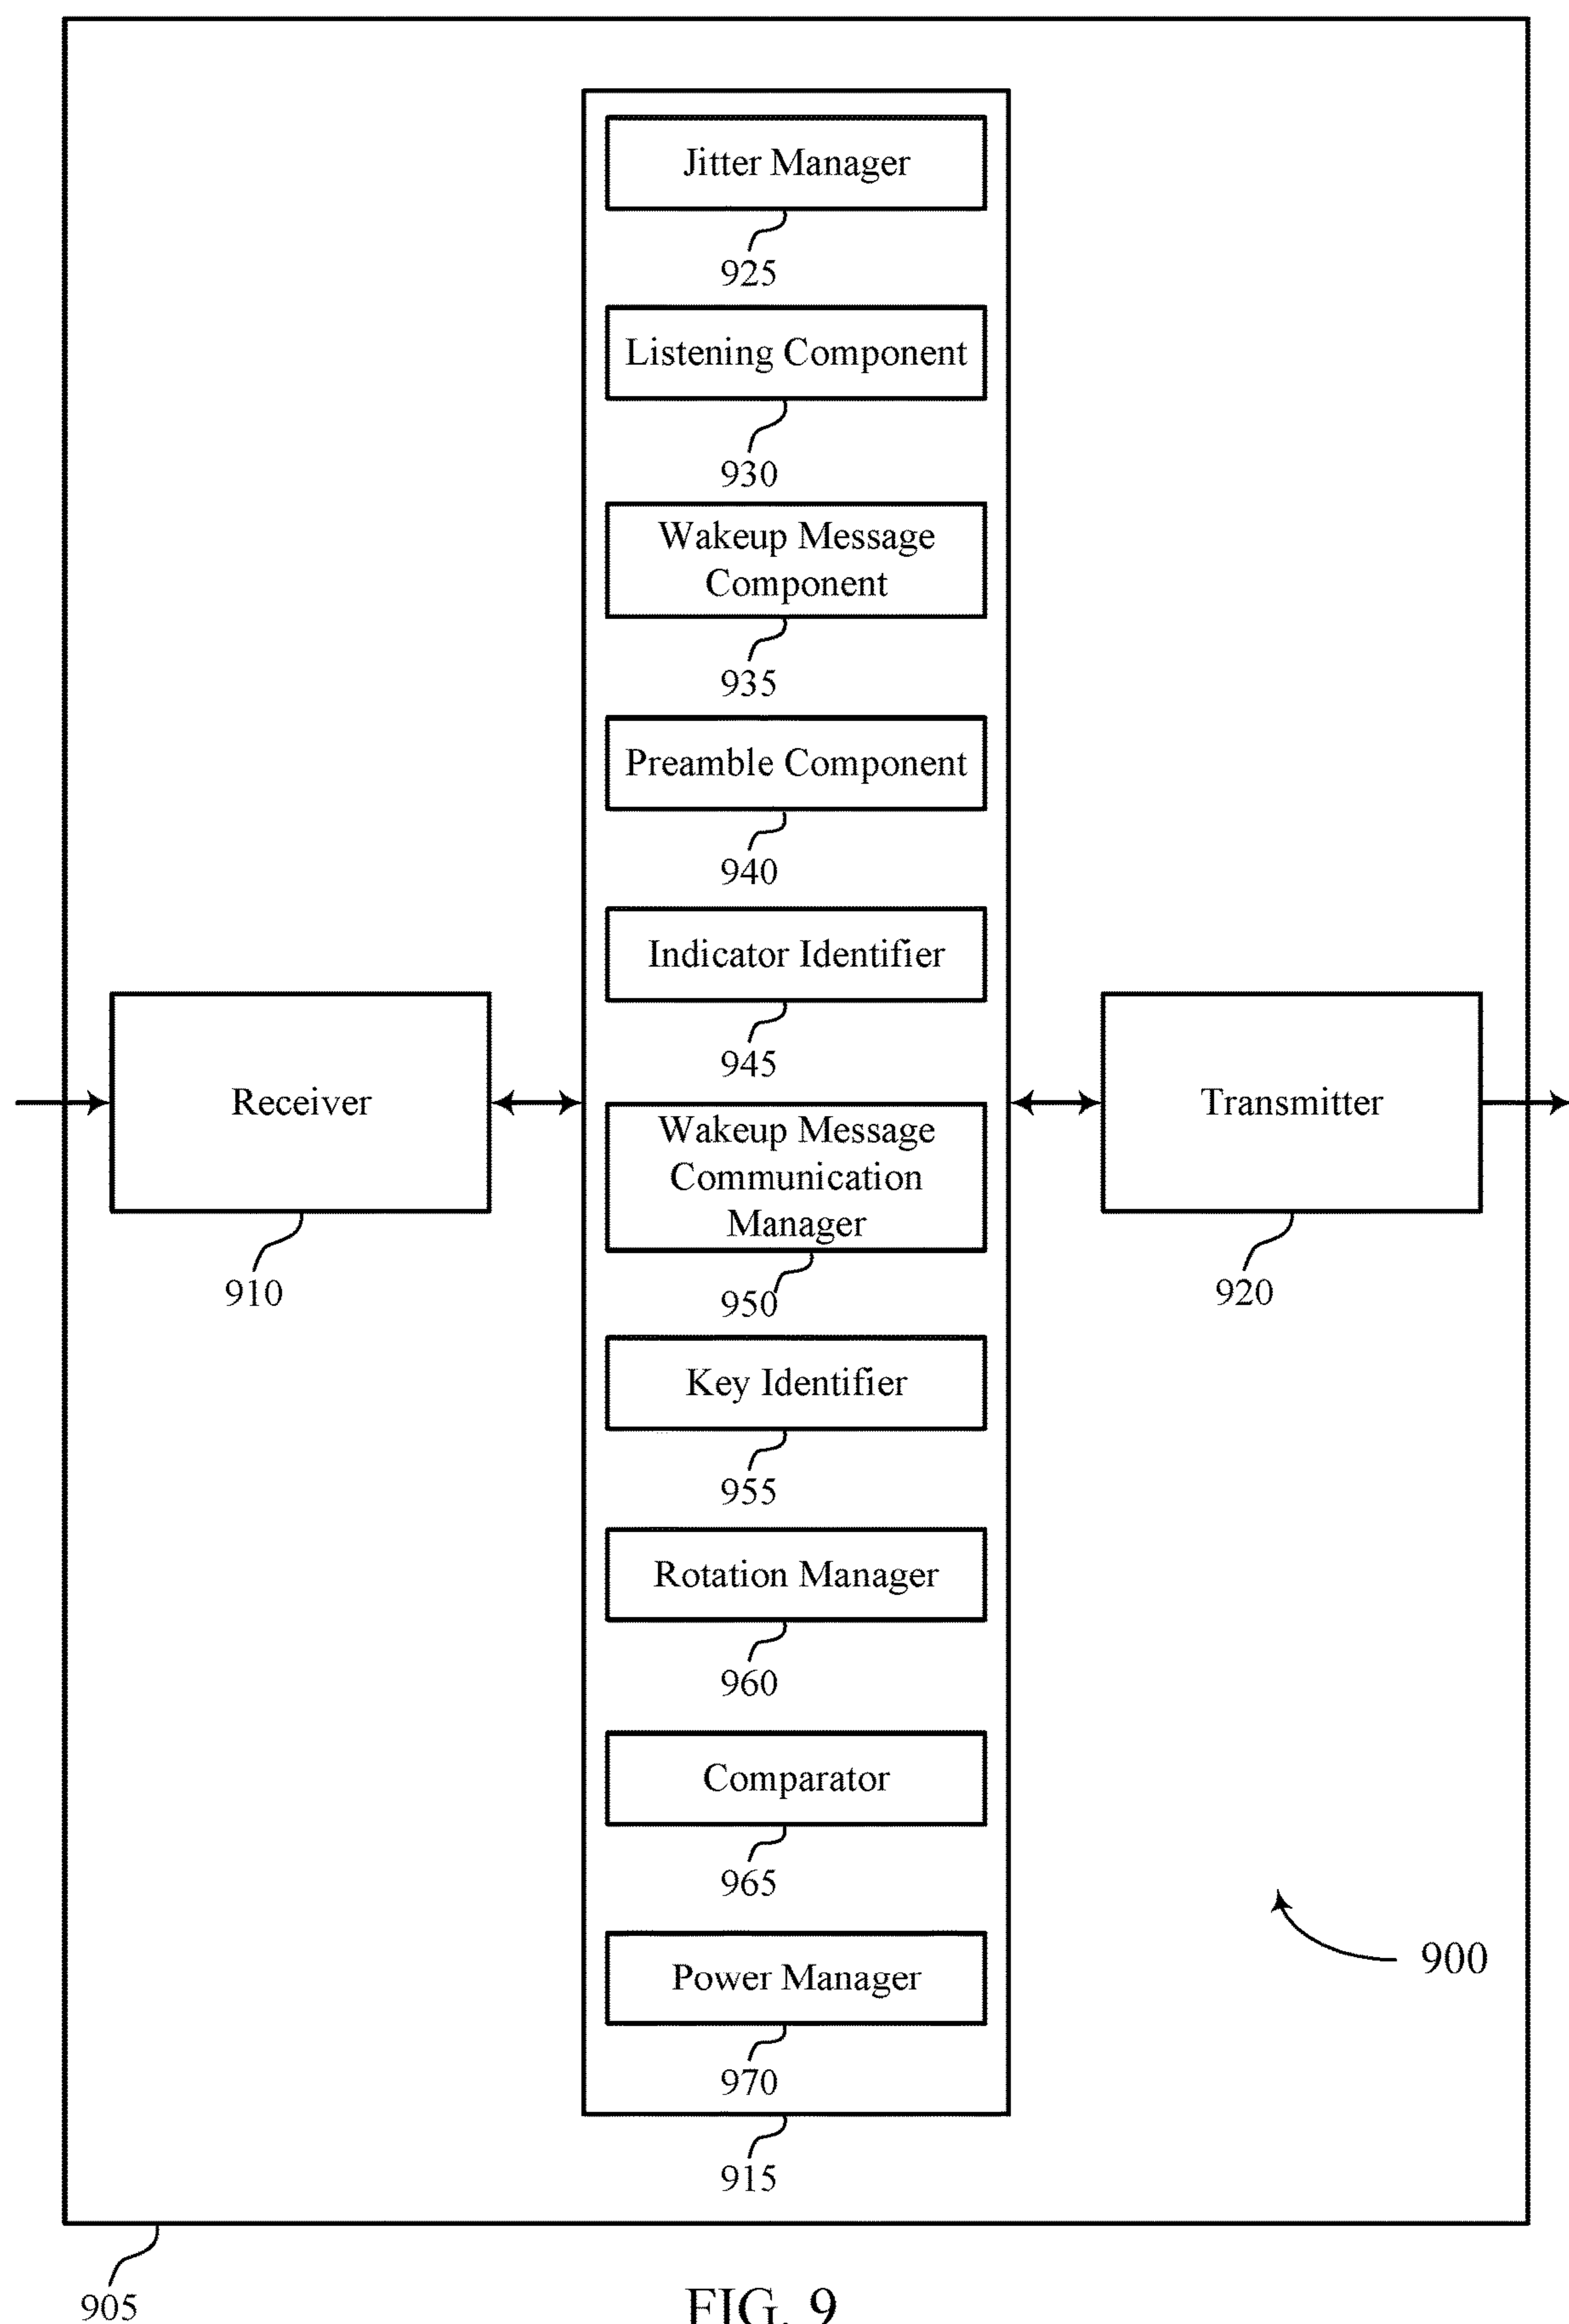 Jitter Manager
925
Listening Component
930
Wakeup Message
Component
935
Preamble Component
940
Indicator Identifier
945
Receiver
910
Wakeup Message
Communication
Manager
950
Transmitter
920
Key Identifier
955
Rotation Manager
960
Comparator
965
Power Manager
970
900
915
905
FIG. 9